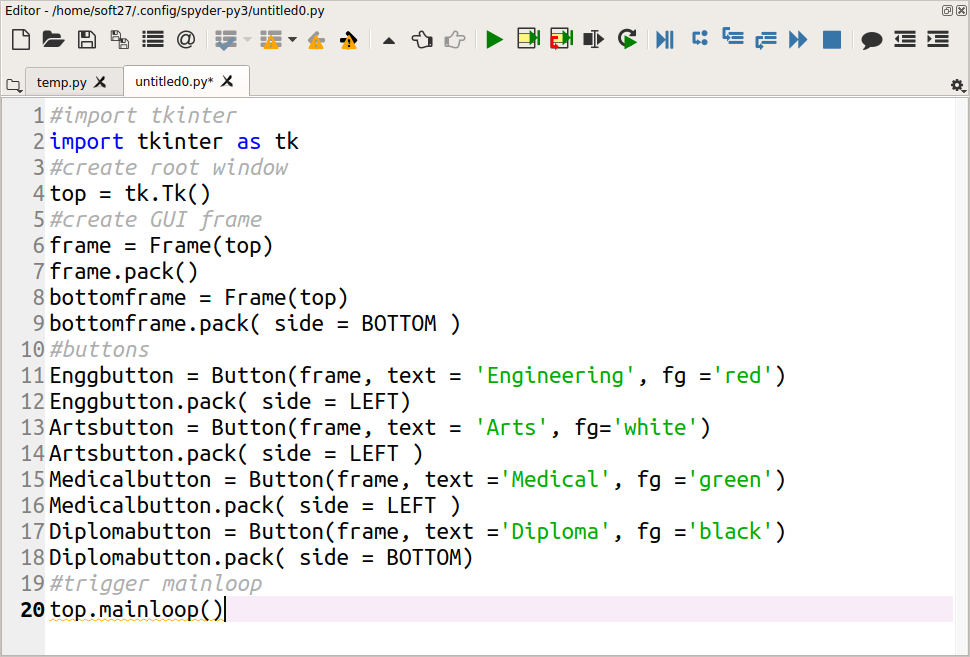 Editor - /home/soft27/.config/spyder-py3/untitled0.py
temp.py
untitled0.py*
1 #import tkinter
2 import tkinter as tk
3 #create root window
4 top = tk.Tk()
5 #create GUI frame
6 frame = Frame(top)
7 frame.pack()
8 bottomframe = Frame(top)
9 bottomframe.pack( side = BOTTOM )
10 #buttons
11 Enggbutton = Button(frame, text = 'Engineering', fg ='red')
12 Enggbutton.pack( side = LEFT)
13 Artsbutton = Button(frame, text = 'Arts', fg='white')
14 Artsbutton.pack( side = LEFT )
15 Medicalbutton = Button(frame, text ='Medical', fg ='green')
16 Medicalbutton.pack( side = LEFT )
17 Diplomabutton = Button(frame, text ='Diploma', fg ='black')
18 Diplomabutton.pack( side = BOTTOM)
19 #trigger mainloop
20 top.mainloop()